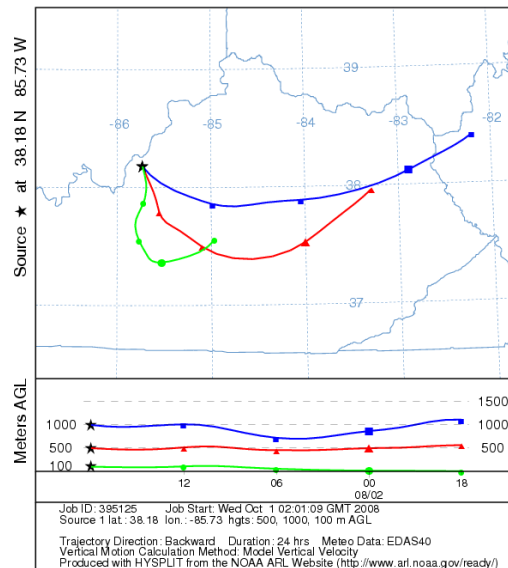 Source ★ at 38.18 N 85.73 W
39
-86
-85
-84
-83
-82
38
37
Meters AGL
1500
1000
1000
500
500
100
12
06
00
18
08/02
Job ID: 395125 Job Start: Wed Oct 1 02:01:09 GMT 2008
Source 1 lat.: 38.18 lon.: -85.73 hgts: 500, 1000, 100 m AGL
Trajectory Direction: Backward Duration: 24 hrs Meteo Data: EDAS40
Vertical Motion Calculation Method: Model Vertical Velocity
Produced with HYSPLIT from the NOAA ARL Website (http://www.arl.noaa.gov/ready/)